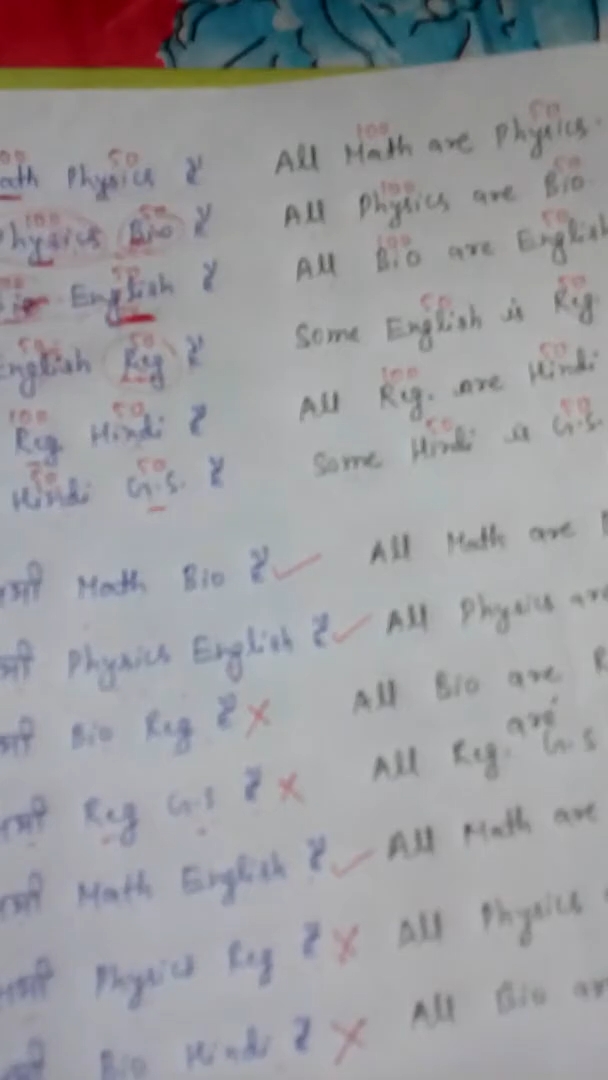 Math Physics है All Math are Physics.
Physics Bio है All Physics are Bio.
English है All Bio are English
English Reg है Some English is Reg.
Reg Hindi है All Reg. are Hindi
Hindi G.S. है Some Hindi is G.S.
Math Bio है ✓ All Math are
Physics English है ✓ All Physics are
Bio Reg है × All Bio are R
Reg G.S है × All Reg. are G.S
Math English है ✓ All Math are
Physics Reg है × All Physics
Bio Hindi है × All Bio are